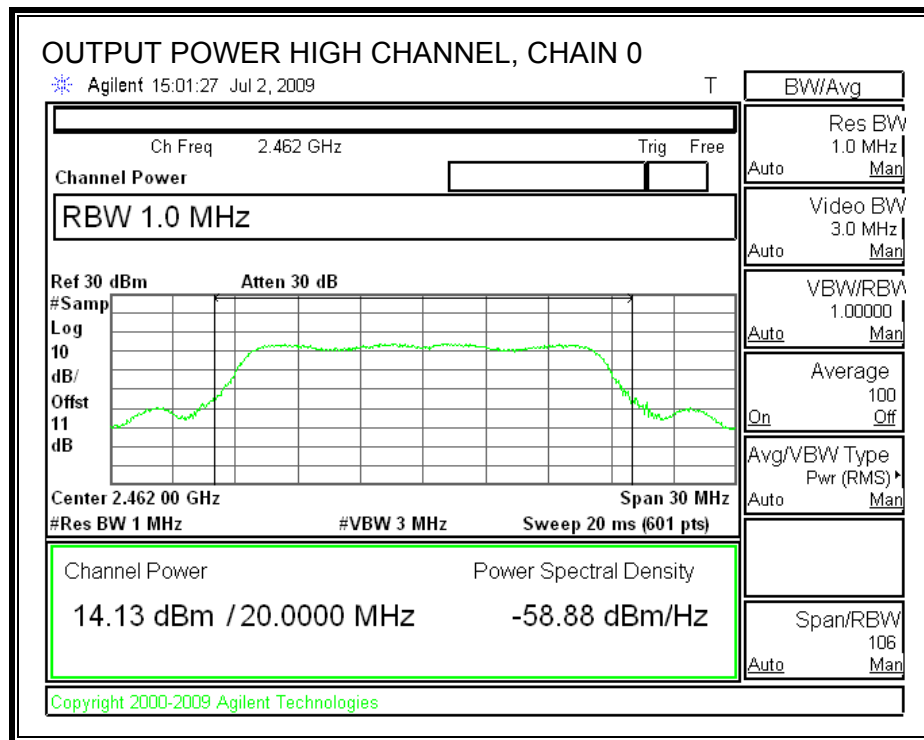 OUTPUT POWER HIGH CHANNEL, CHAIN 0
Agilent 15:01:27 Jul 2, 2009 T
Ch Freq 2.462 GHz Trig Free
Channel Power
RBW 1.0 MHz
Ref 30 dBm Atten 30 dB
#Samp
Log
10
dB/
Offst
11
dB
Center 2.462 00 GHz Span 30 MHz
#Res BW 1 MHz #VBW 3 MHz Sweep 20 ms (601 pts)
Channel Power Power Spectral Density
14.13 dBm / 20.0000 MHz -58.88 dBm/Hz
Copyright 2000-2009 Agilent Technologies
BW/Avg
Res BW
1.0 MHz
Auto Man
Video BW
3.0 MHz
Auto Man
VBW/RBW
1.00000
Auto Man
Average
100
On Off
Avg/VBW Type
Pwr (RMS)
Auto Man
Span/RBW
106
Auto Man